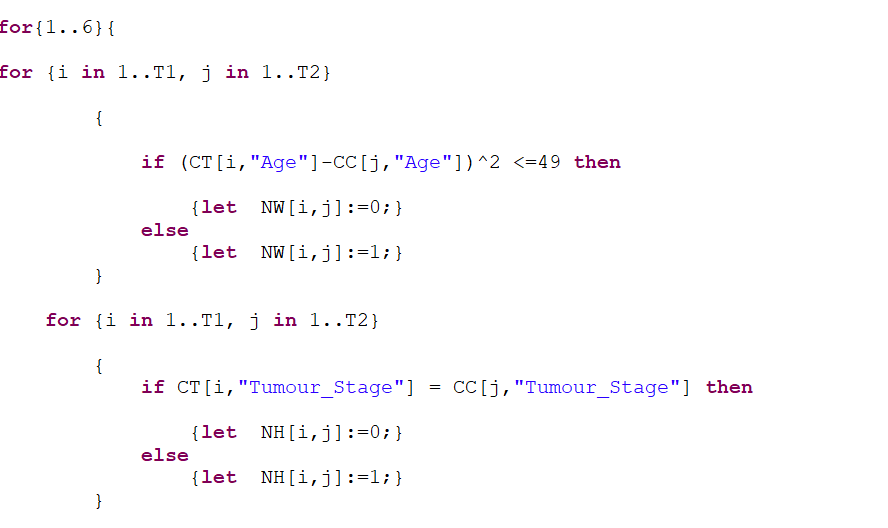 for{1..6}{
for {i in 1..T1, j in 1..T2}
{
if (CT[i,"Age"]-CC[j,"Age"])^2 <=49 then
{let  NW[i,j]:=0;}
else
{let  NW[i,j]:=1;}
}
for {i in 1..T1, j in 1..T2}
{
if CT[i,"Tumour_Stage"] = CC[j,"Tumour_Stage"] then
{let  NH[i,j]:=0;}
else
{let  NH[i,j]:=1;}
}